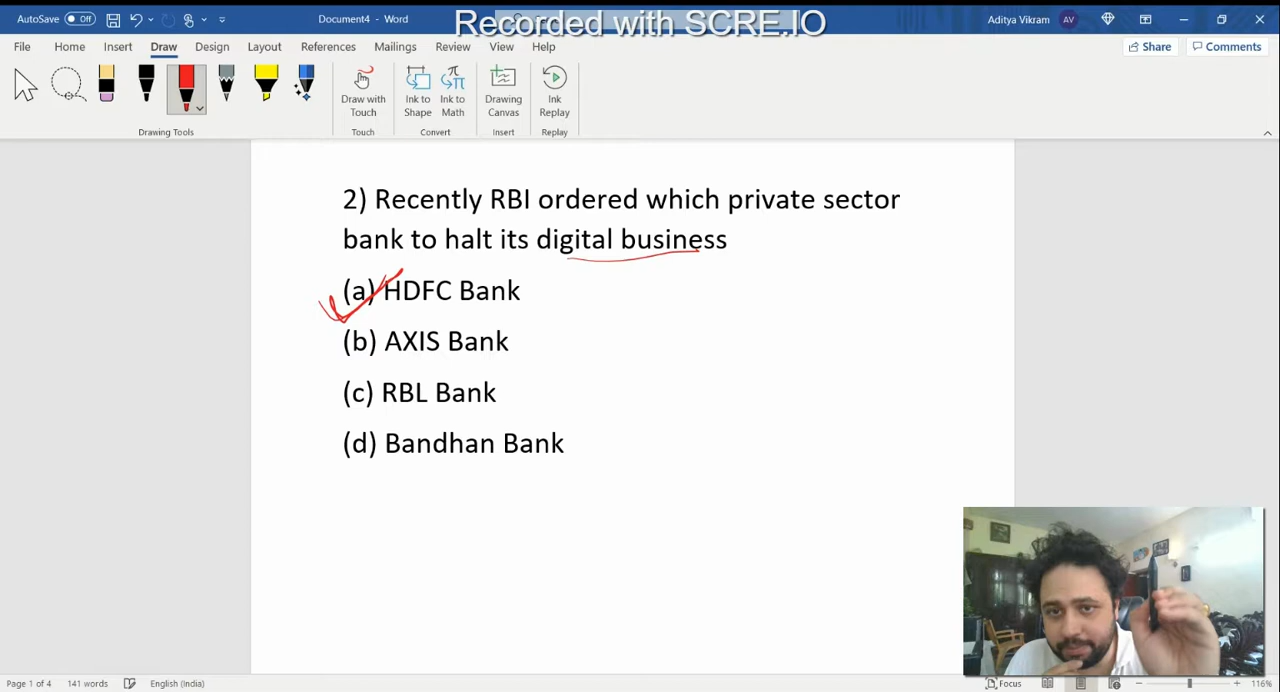 AutoSave Off
Document4 - Word
Recorded with SCRE.IO
Aditya Vikram AV
File Home Insert Draw Design Layout References Mailings Review View Help
Share Comments
Draw with Touch
Ink to Shape
Ink to Math
Drawing Canvas
Ink Replay
Drawing Tools Touch Convert Insert Replay
2) Recently RBI ordered which private sector
bank to halt its digital business
(a) HDFC Bank
(b) AXIS Bank
(c) RBL Bank
(d) Bandhan Bank
Page 1 of 4 141 words English (India) Focus 116%